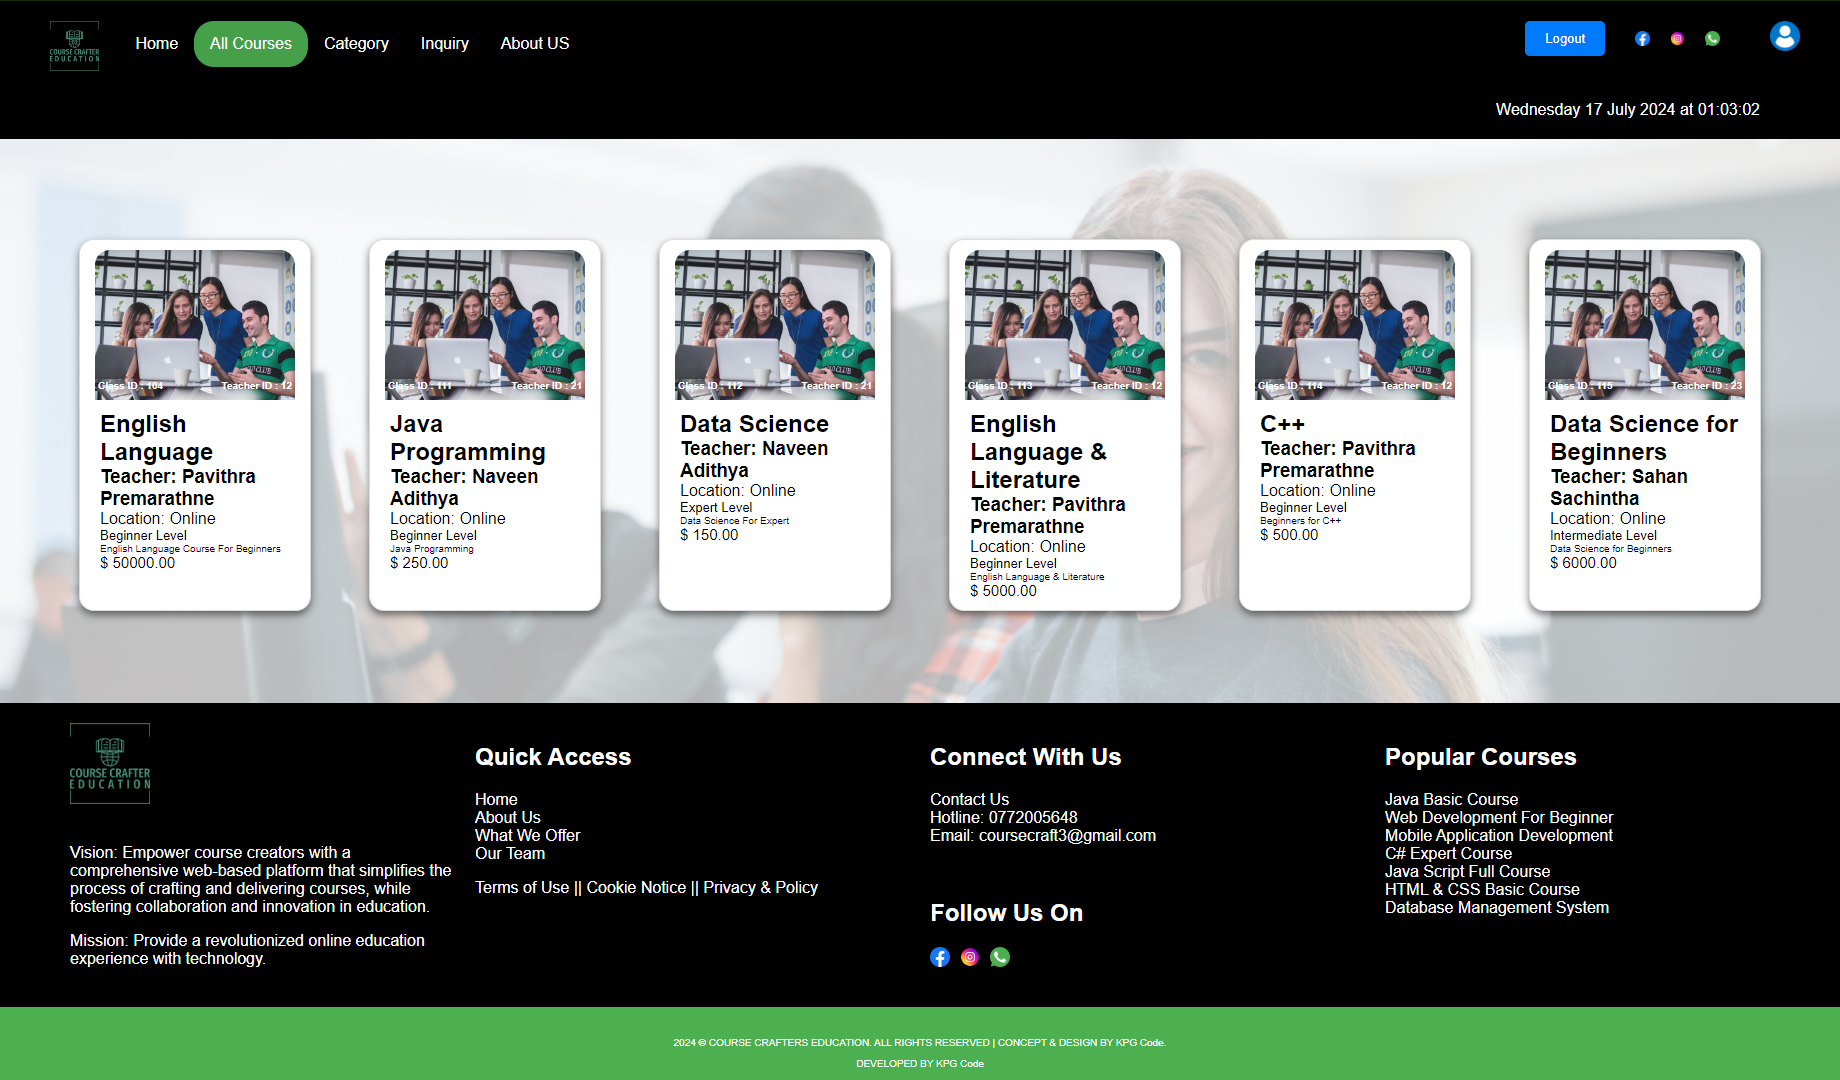 COURSE CRAFTER
EDUCATION
Home
All Courses
Category
Inquiry
About US
Logout
Wednesday 17 July 2024 at 01:03:02
Class ID : 104 Teacher ID : 12
English
Language
Teacher: Pavithra
Premarathne
Location: Online
Beginner Level
English Language Course For Beginners
$ 50000.00
Class ID : 111 Teacher ID : 21
Java
Programming
Teacher: Naveen
Adithya
Location: Online
Beginner Level
Java Programming
$ 250.00
Class ID : 112 Teacher ID : 21
Data Science
Teacher: Naveen
Adithya
Location: Online
Expert Level
Data Science For Expert
$ 150.00
Class ID : 113 Teacher ID : 12
English
Language &
Literature
Teacher: Pavithra
Premarathne
Location: Online
Beginner Level
English Language & Literature
$ 5000.00
Class ID : 114 Teacher ID : 12
C++
Teacher: Pavithra
Premarathne
Location: Online
Beginner Level
Beginners for C++
$ 500.00
Class ID : 115 Teacher ID : 23
Data Science for
Beginners
Teacher: Sahan
Sachintha
Location: Online
Intermediate Level
Data Science for Beginners
$ 6000.00
COURSE CRAFTER
EDUCATION
Vision: Empower course creators with a
comprehensive web-based platform that simplifies the
process of crafting and delivering courses, while
fostering collaboration and innovation in education.
Mission: Provide a revolutionized online education
experience with technology.
Quick Access
Home
About Us
What We Offer
Our Team
Terms of Use || Cookie Notice || Privacy & Policy
Connect With Us
Contact Us
Hotline: 0772005648
Email: coursecraft3@gmail.com
Follow Us On
Popular Courses
Java Basic Course
Web Development For Beginner
Mobile Application Development
C# Expert Course
Java Script Full Course
HTML & CSS Basic Course
Database Management System
2024 © COURSE CRAFTERS EDUCATION. ALL RIGHTS RESERVED | CONCEPT & DESIGN BY KPG Code.
DEVELOPED BY KPG Code